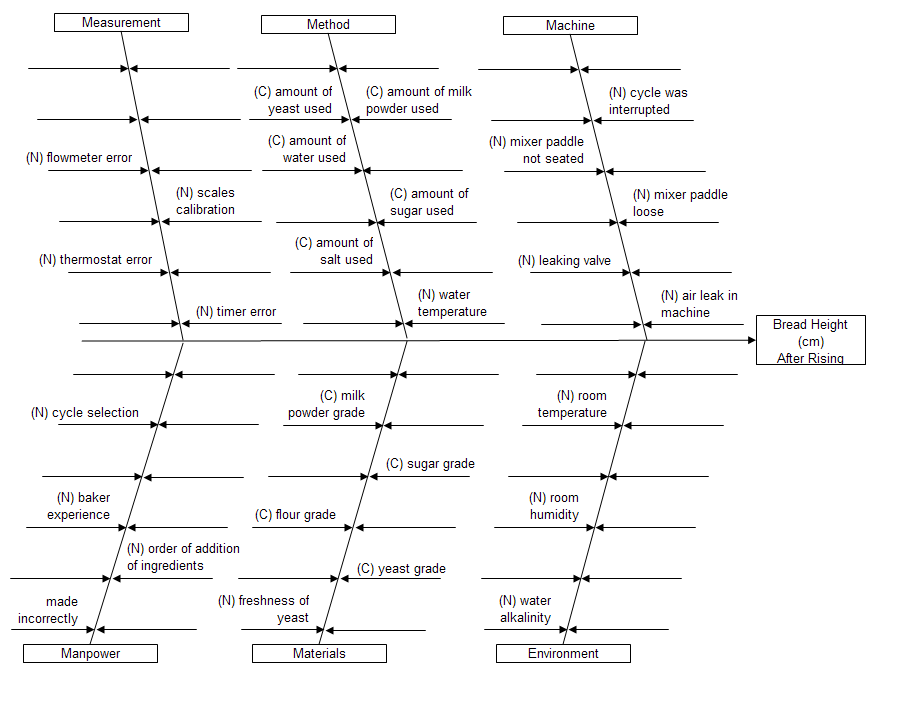 Measurement
Method
Machine
(C) amount of
yeast used
(C) amount of milk
powder used
(N) cycle was
interrupted
(C) amount of
water used
(N) mixer paddle
not seated
(N) flowmeter error
(N) scales
calibration
(C) amount of
sugar used
(N) mixer paddle
loose
(C) amount of
salt used
(N) thermostat error
(N) leaking valve
(N) water
temperature
(N) air leak in
machine
(N) timer error
Bread Height
(cm)
After Rising
(C) milk
powder grade
(N) room
temperature
(N) cycle selection
(C) sugar grade
(N) baker
experience
(N) room
humidity
(C) flour grade
(N) order of addition
of ingredients
(C) yeast grade
made
incorrectly
(N) freshness of
yeast
(N) water
alkalinity
Manpower
Materials
Environment